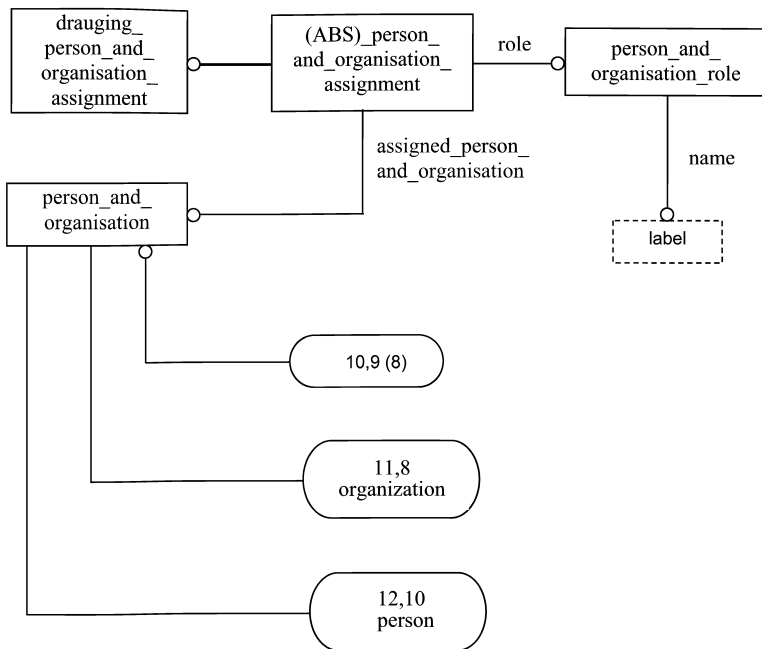 drauging_
person_and_
organisation_
assignment
(ABS)_person_
and_organisation_
assignment
role
person_and_
organisation_role
assigned_person_
and_organisation
name
person_and_
organisation
label
10,9 (8)
11,8
organization
12,10
person